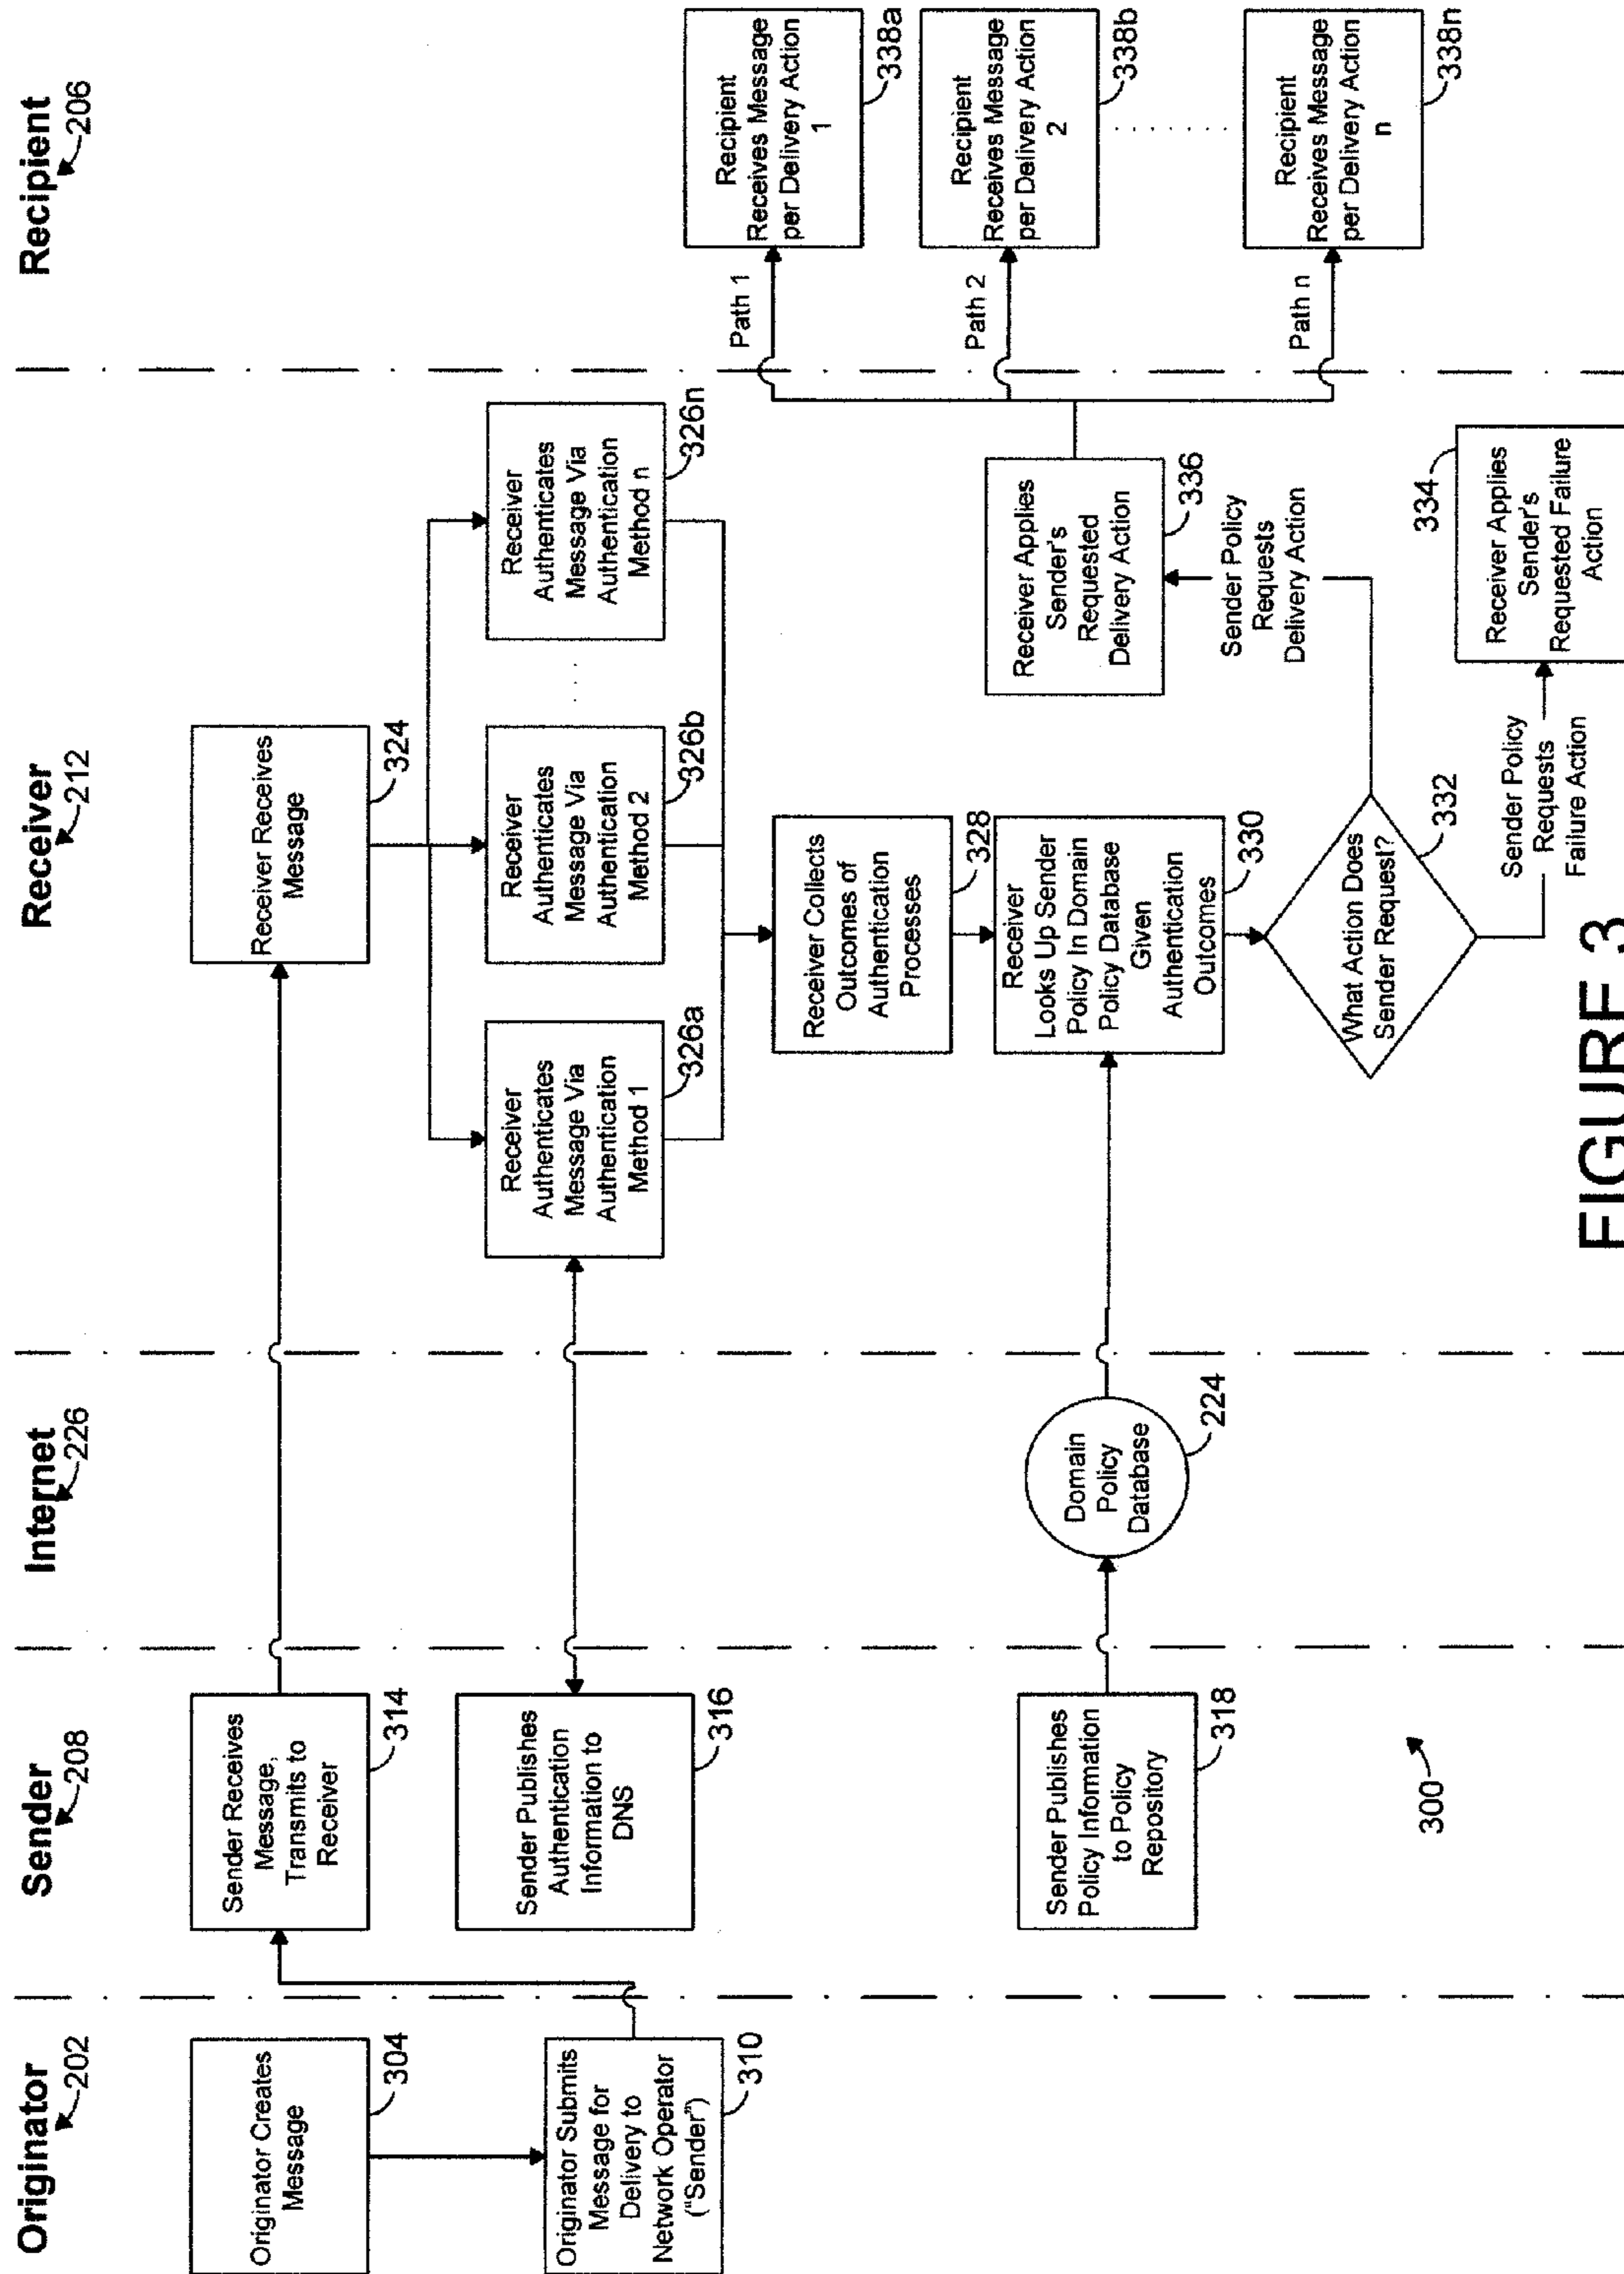 Originator
202
Sender
208
Internet
226
Receiver
212
Recipient
206
Originator Creates
Message
304
Originator Submits
Message for
Delivery to
Network Operator
("Sender")
310
Sender Receives
Message,
Transmits to
Receiver
314
Sender Publishes
Authentication
Information to
DNS
316
Sender Publishes
Policy Information
to Policy
Repository
318
Domain
Policy
Database
224
Receiver Receives
Message
324
Receiver
Authenticates
Message Via
Authentication
Method 1
326a
Receiver
Authenticates
Message Via
Authentication
Method 2
326b
. . . .
Receiver
Authenticates
Message Via
Authentication
Method n
326n
Receiver Collects
Outcomes of
Authentication
Processes
328
Receiver
Looks Up Sender
Policy In Domain
Policy Database
Given
Authentication
Outcomes
330
What Action Does
Sender Request?
332
Sender Policy
Requests
Failure Action
Receiver Applies
Sender's
Requested Failure
Action
334
Sender Policy
Requests
Delivery Action
Receiver Applies
Sender's
Requested
Delivery Action
336
Path 1
Recipient
Receives Message
per Delivery Action
1
338a
Path 2
Recipient
Receives Message
per Delivery Action
2
338b
Path n
Recipient
Receives Message
per Delivery Action
n
338n
300
FIGURE 3